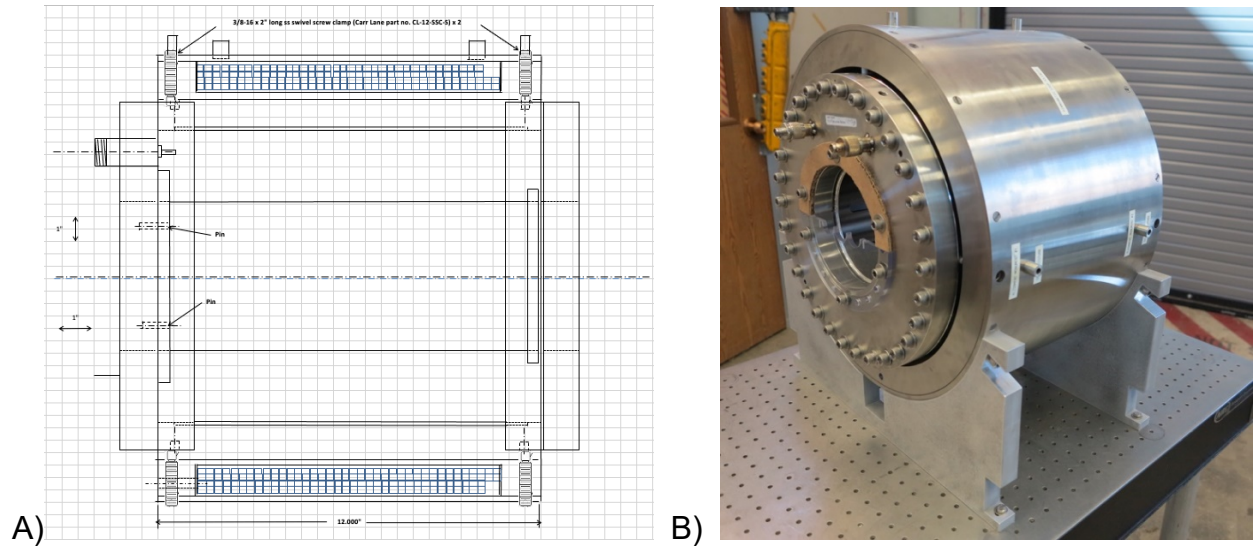 3/8-16 x 2" long ss swivel screw clamp (Carr Lane part no. CL-12-SSC-S) x 2
1"
Pin
Pin
1"
12.000"
A)
B)